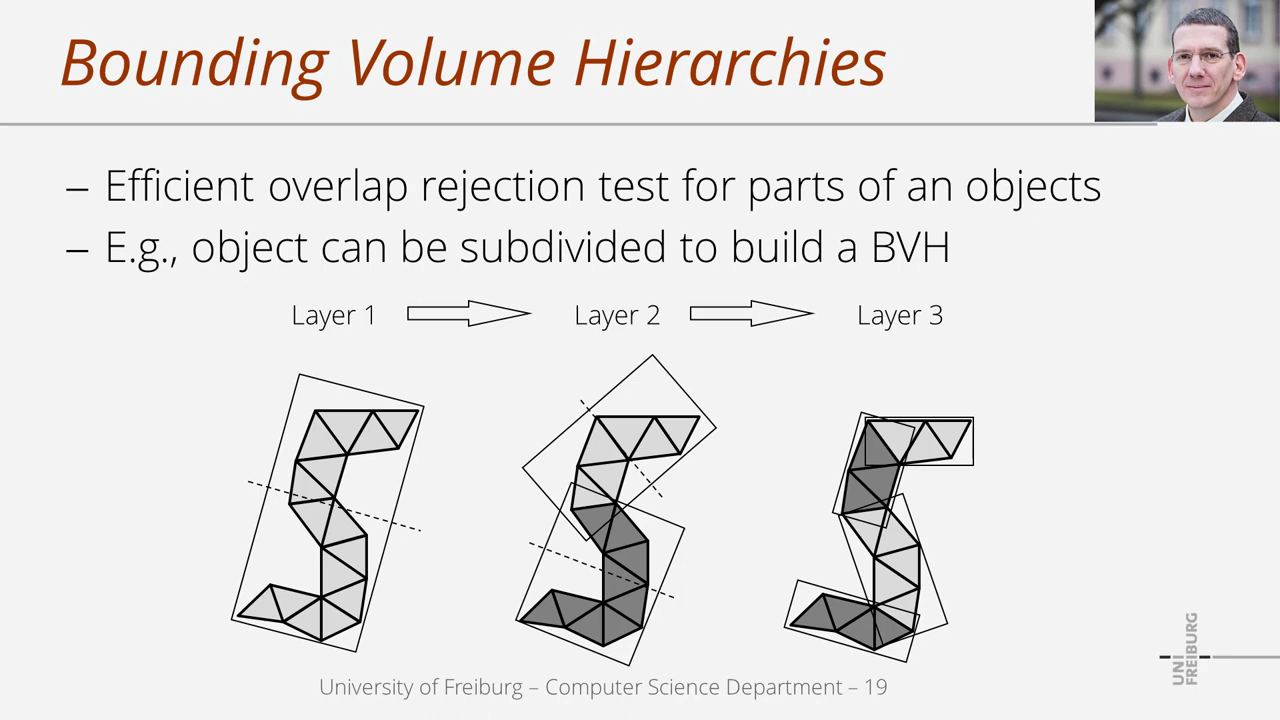 Bounding Volume Hierarchies
– Efficient overlap rejection test for parts of an objects
– E.g., object can be subdivided to build a BVH
Layer 1
Layer 2
Layer 3
UNI
FREIBURG
University of Freiburg – Computer Science Department – 19